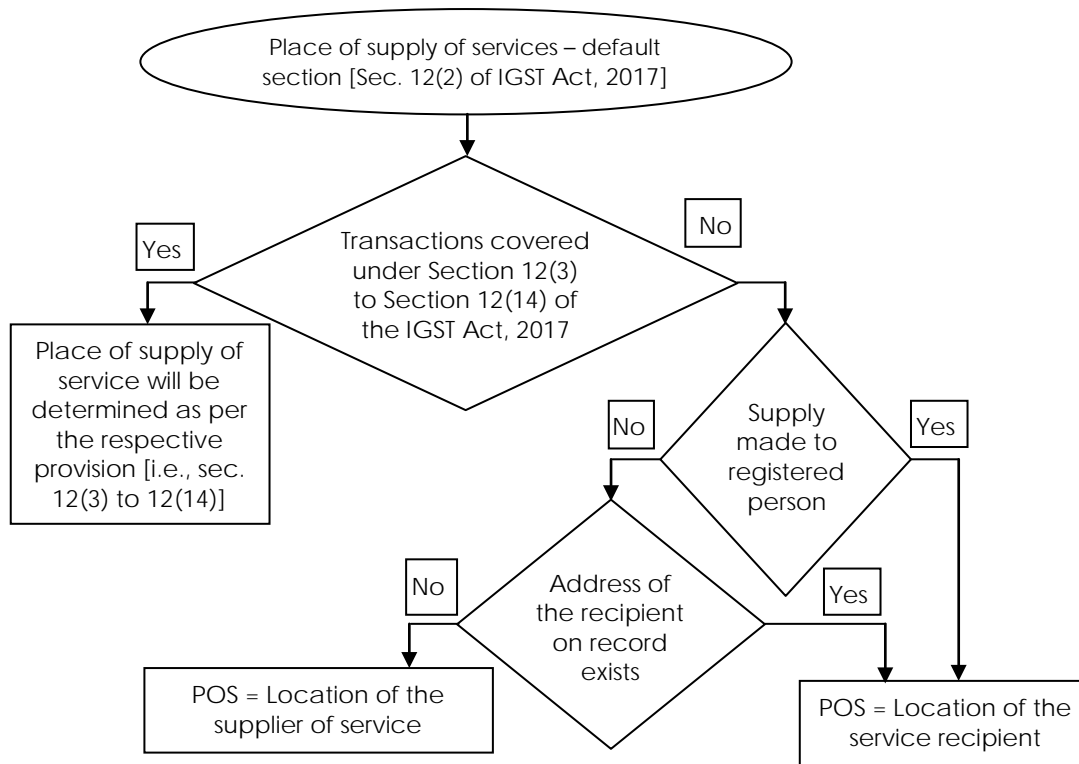 Place of supply of services – default
section [Sec. 12(2) of IGST Act, 2017]
Yes
No
Transactions covered
under Section 12(3)
to Section 12(14) of
the IGST Act, 2017
Place of supply of
service will be
determined as per
the respective
provision [i.e., sec.
12(3) to 12(14)]
No
Supply
made to
registered
person
Yes
No
Address of
the recipient
on record
exists
Yes
POS = Location of the
supplier of service
POS = Location of the
service recipient